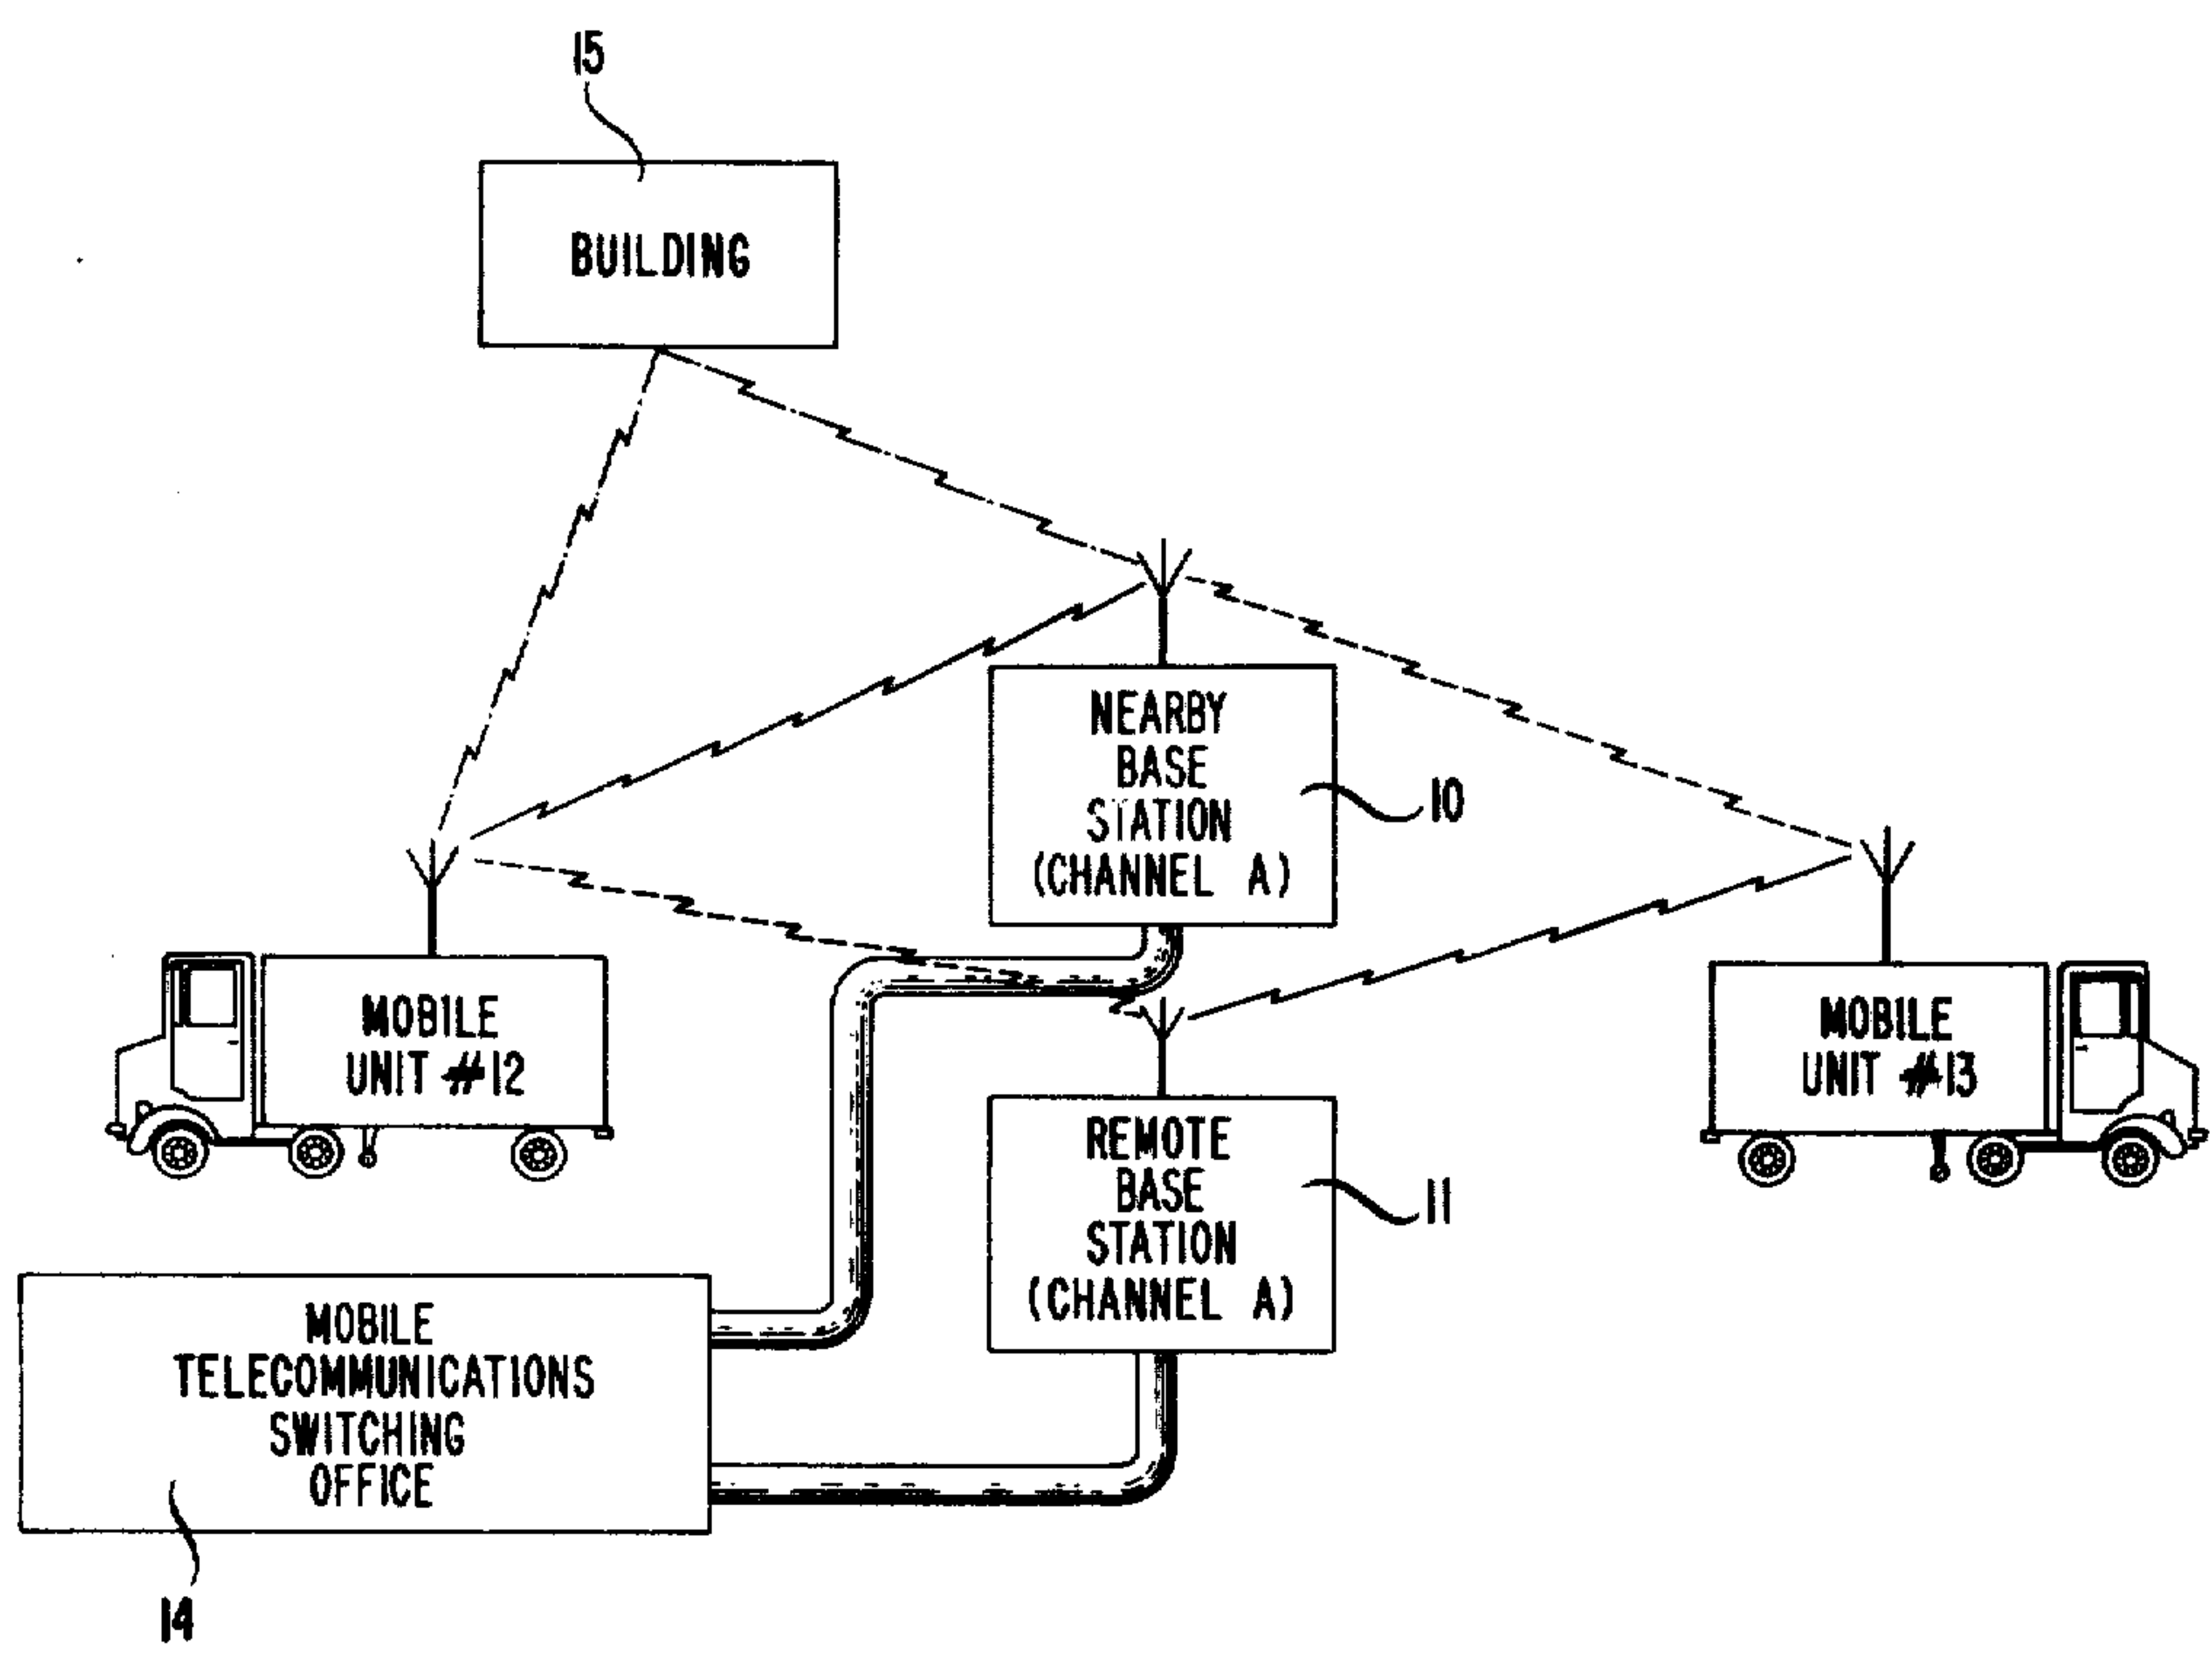 15
BUILDING
NEARBY
BASE
STATION
(CHANNEL A)
10
MOBILE
UNIT #12
MOBILE
UNIT #13
REMOTE
BASE
STATION
(CHANNEL A)
11
MOBILE
TELECOMMUNICATIONS
SWITCHING
OFFICE
14